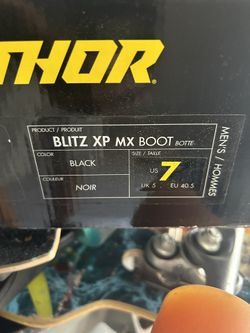 THOR.
PRODUCT / PRODUIT
BLITZ XP MX BOOT BOTTE
COLOR
BLACK
COULEUR
NOIR
SIZE / TAILLE
US 7
UK 5 EU 40.5
MEN'S / HOMMES